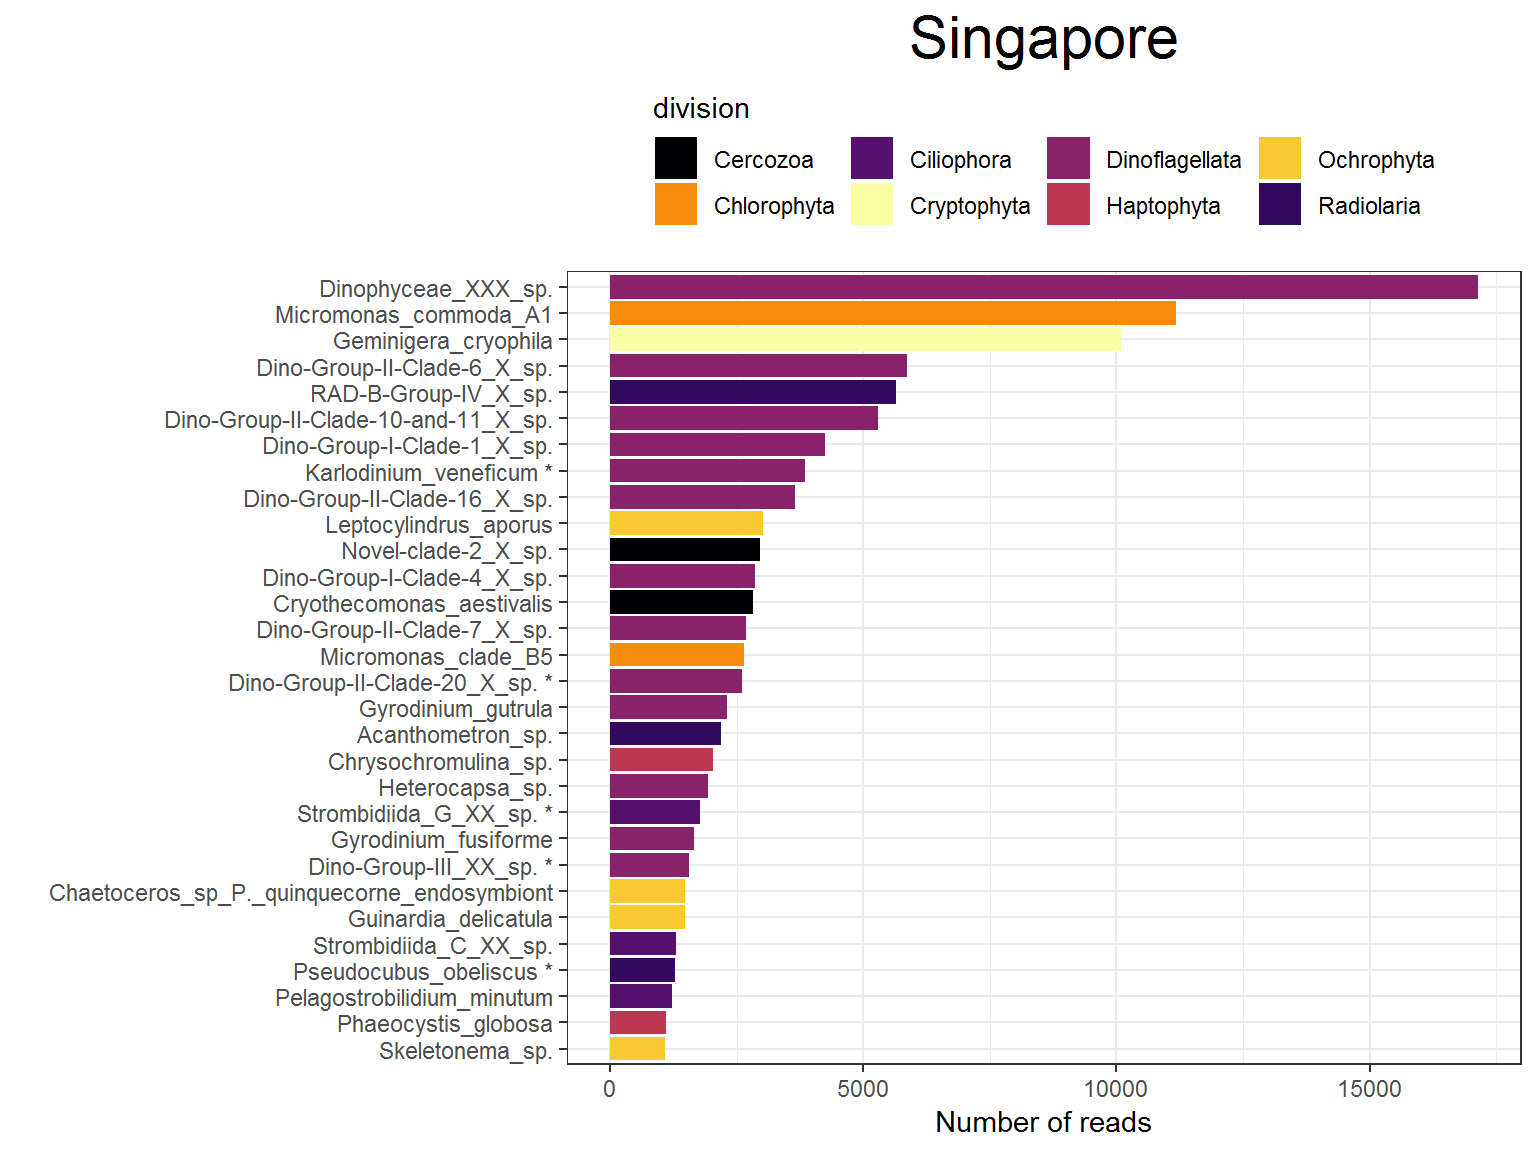 Singapore
division
Cercozoa Ciliophora Dinoflagellata Ochrophyta
Chlorophyta Cryptophyta Haptophyta Radiolaria
Dinophyceae_XXX_sp.
Micromonas_commoda_A1
Geminigera_cryophila
Dino-Group-II-Clade-6_X_sp.
RAD-B-Group-IV_X_sp.
Dino-Group-II-Clade-10-and-11_X_sp.
Dino-Group-I-Clade-1_X_sp.
Karlodinium_veneficum *
Dino-Group-II-Clade-16_X_sp.
Leptocylindrus_aporus
Novel-clade-2_X_sp.
Dino-Group-I-Clade-4_X_sp.
Cryothecomonas_aestivalis
Dino-Group-II-Clade-7_X_sp.
Micromonas_clade_B5
Dino-Group-II-Clade-20_X_sp. *
Gyrodinium_gutrula
Acanthometron_sp.
Chrysochromulina_sp.
Heterocapsa_sp.
Strombidiida_G_XX_sp. *
Gyrodinium_fusiforme
Dino-Group-III_XX_sp. *
Chaetoceros_sp_P._quinquecorne_endosymbiont
Guinardia_delicatula
Strombidiida_C_XX_sp.
Pseudocubus_obeliscus *
Pelagostrobilidium_minutum
Phaeocystis_globosa
Skeletonema_sp.
0 5000 10000 15000
Number of reads